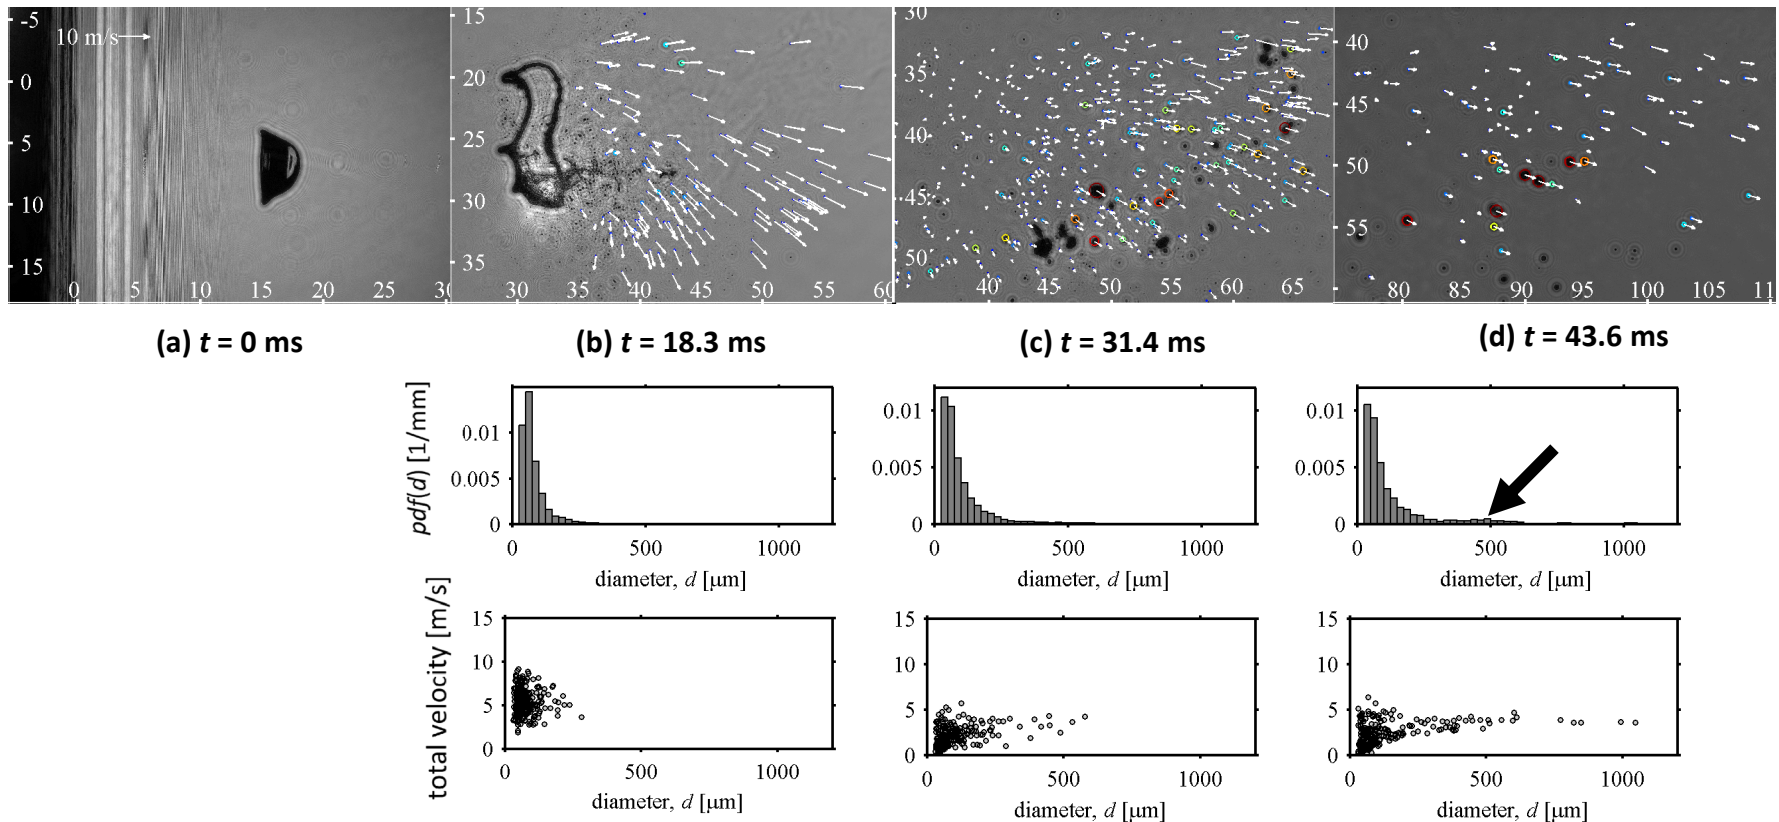 -5
0
5
10
15
10 m/s
0 5 10 15 20 25 30
15
20
25
30
35
30 35 40 45 50 55 60
30
35
40
45
50
40 45 50 55 60 65
40
45
50
55
80 85 90 95 100 105 11
(a) t = 0 ms
(b) t = 18.3 ms
(c) t = 31.4 ms
(d) t = 43.6 ms
pdf(d) [1/mm]
0.01
0.005
0
0 500 1000
diameter, d [μm]
0.01
0.005
0
0 500 1000
diameter, d [μm]
0.01
0.005
0
0 500 1000
diameter, d [μm]
total velocity [m/s]
15
10
5
0
0 500 1000
diameter, d [μm]
15
10
5
0
0 500 1000
diameter, d [μm]
15
10
5
0
0 500 1000
diameter, d [μm]